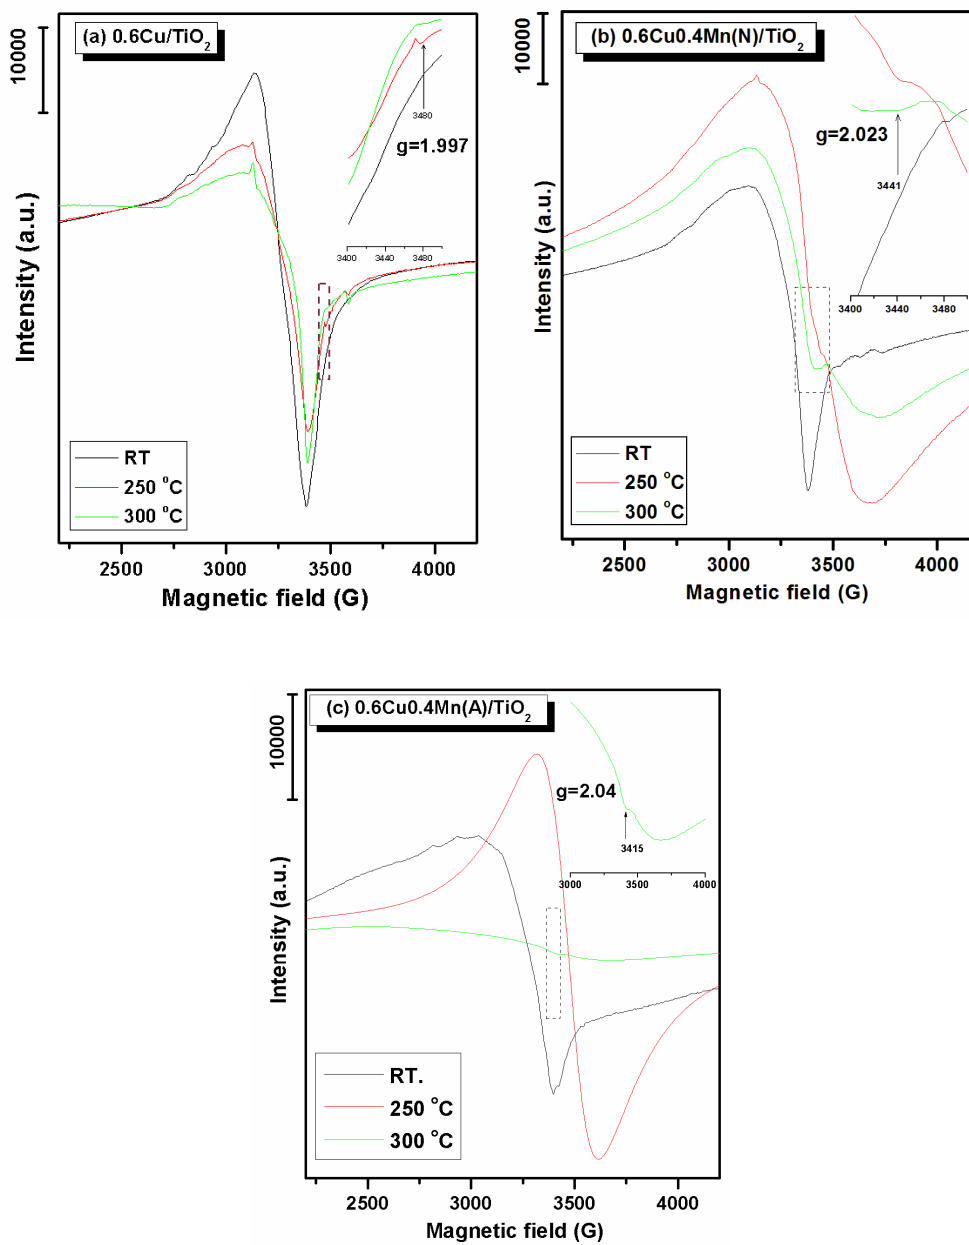 (a) 0.6Cu/TiO₂
10000
3480
g=1.997
3400 3440 3480
Intensity (a.u.)
RT
250 °C
300 °C
2500 3000 3500 4000
Magnetic field (G)
(b) 0.6Cu0.4Mn(N)/TiO₂
10000
g=2.023
3441
3400 3440 3480
Intensity (a.u.)
RT
250 °C
300 °C
2500 3000 3500 4000
Magnetic field (G)
(c) 0.6Cu0.4Mn(A)/TiO₂
10000
g=2.04
3415
3000 3500 4000
Intensity (a.u.)
RT.
250 °C
300 °C
2500 3000 3500 4000
Magnetic field (G)